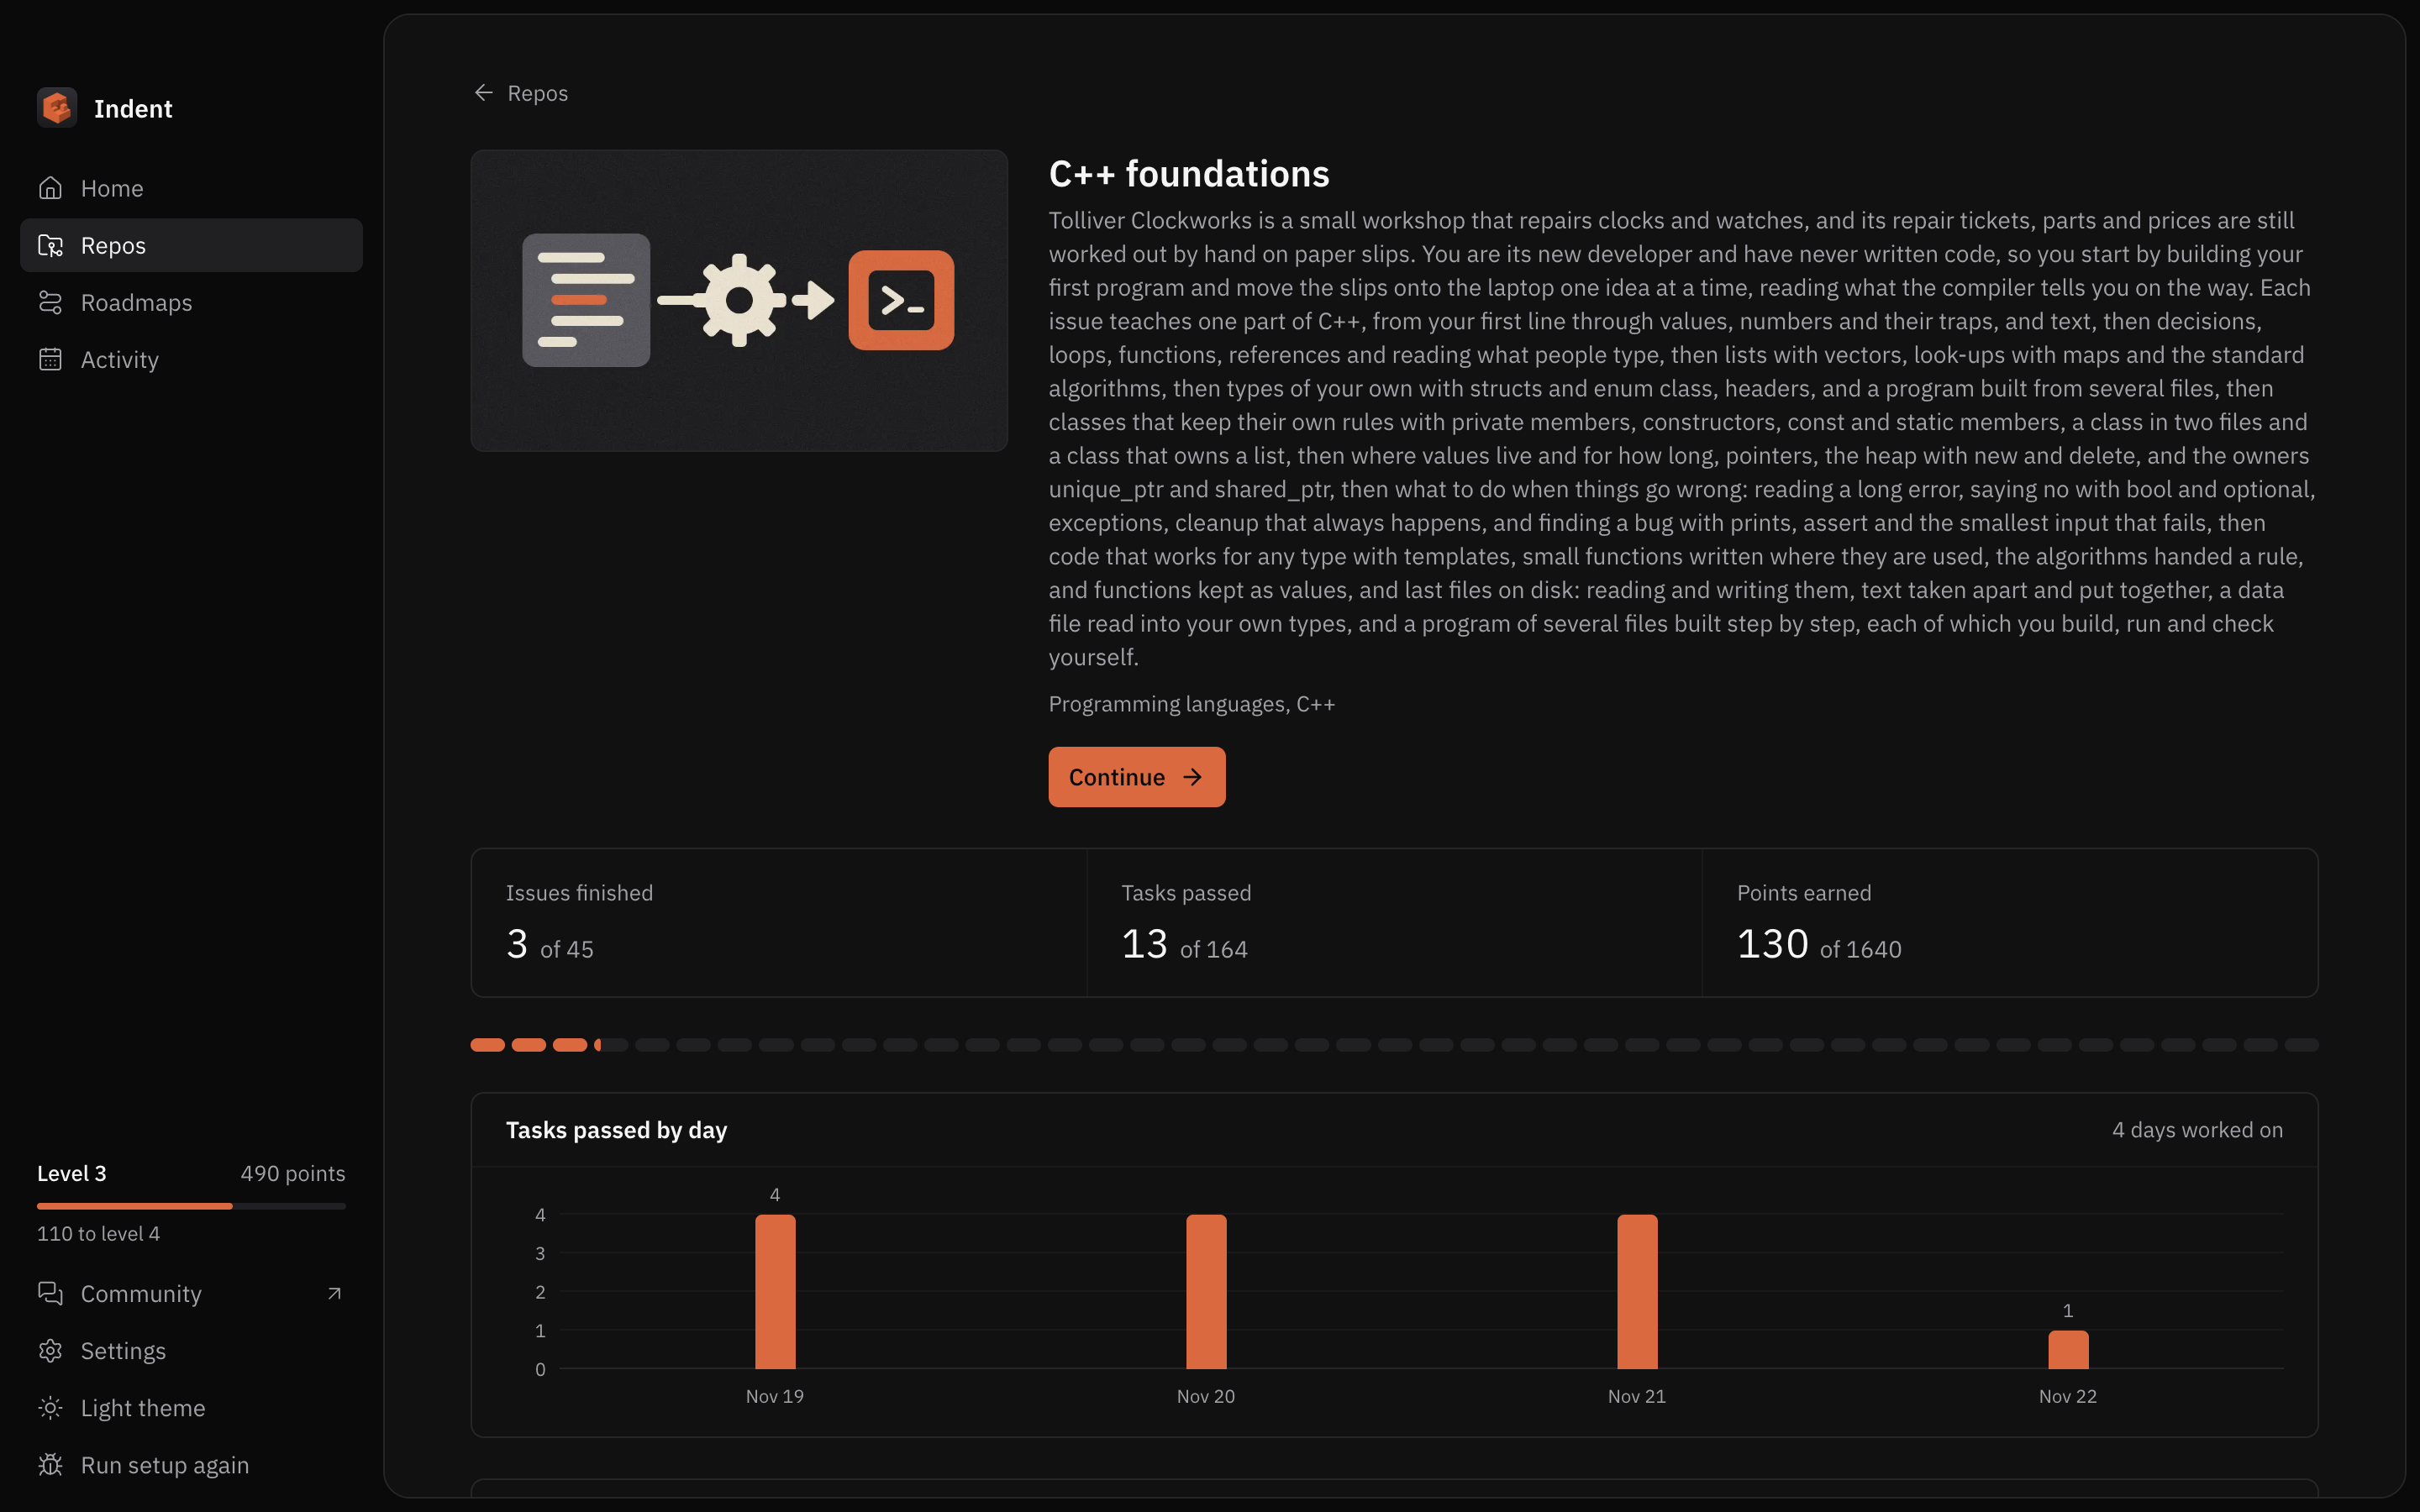 Indent
Home
Repos
Roadmaps
Activity
Level 3
490 points
110 to level 4
Community
Settings
Light theme
Run setup again
Repos
C++ foundations
Tolliver Clockworks is a small workshop that repairs clocks and watches, and its repair tickets, parts and prices are still
worked out by hand on paper slips. You are its new developer and have never written code, so you start by building your
first program and move the slips onto the laptop one idea at a time, reading what the compiler tells you on the way. Each
issue teaches one part of C++, from your first line through values, numbers and their traps, and text, then decisions,
loops, functions, references and reading what people type, then lists with vectors, look-ups with maps and the standard
algorithms, then types of your own with structs and enum class, headers, and a program built from several files, then
classes that keep their own rules with private members, constructors, const and static members, a class in two files and
a class that owns a list, then where values live and for how long, pointers, the heap with new and delete, and the owners
unique_ptr and shared_ptr, then what to do when things go wrong: reading a long error, saying no with bool and optional,
exceptions, cleanup that always happens, and finding a bug with prints, assert and the smallest input that fails, then
code that works for any type with templates, small functions written where they are used, the algorithms handed a rule,
and functions kept as values, and last files on disk: reading and writing them, text taken apart and put together, a data
file read into your own types, and a program of several files built step by step, each of which you build, run and check
yourself.
Programming languages, C++
Continue
Issues finished
3 of 45
Tasks passed
13 of 164
Points earned
130 of 1640
Tasks passed by day
4 days worked on
4
4
3
2
1
1
0
Nov 19
Nov 20
Nov 21
Nov 22